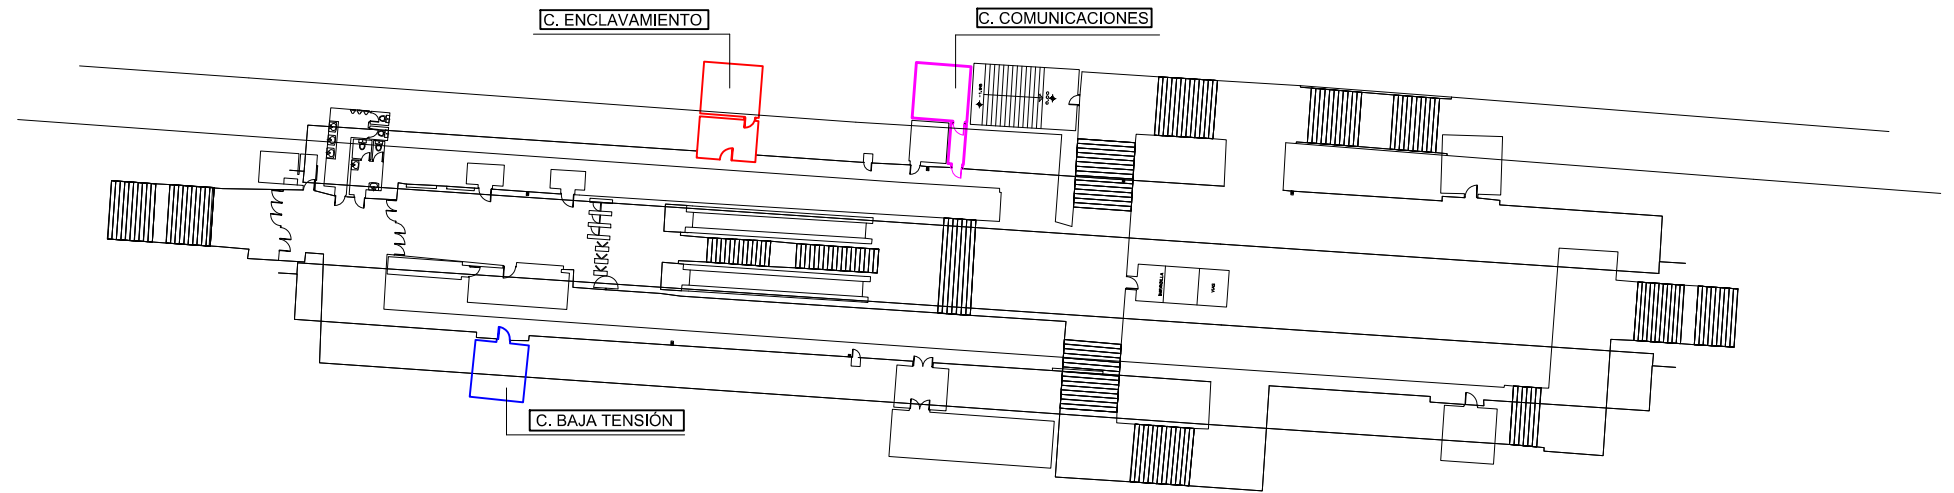 C. ENCLAVAMIENTO
C. COMUNICACIONES
C. BAJA TENSIÓN